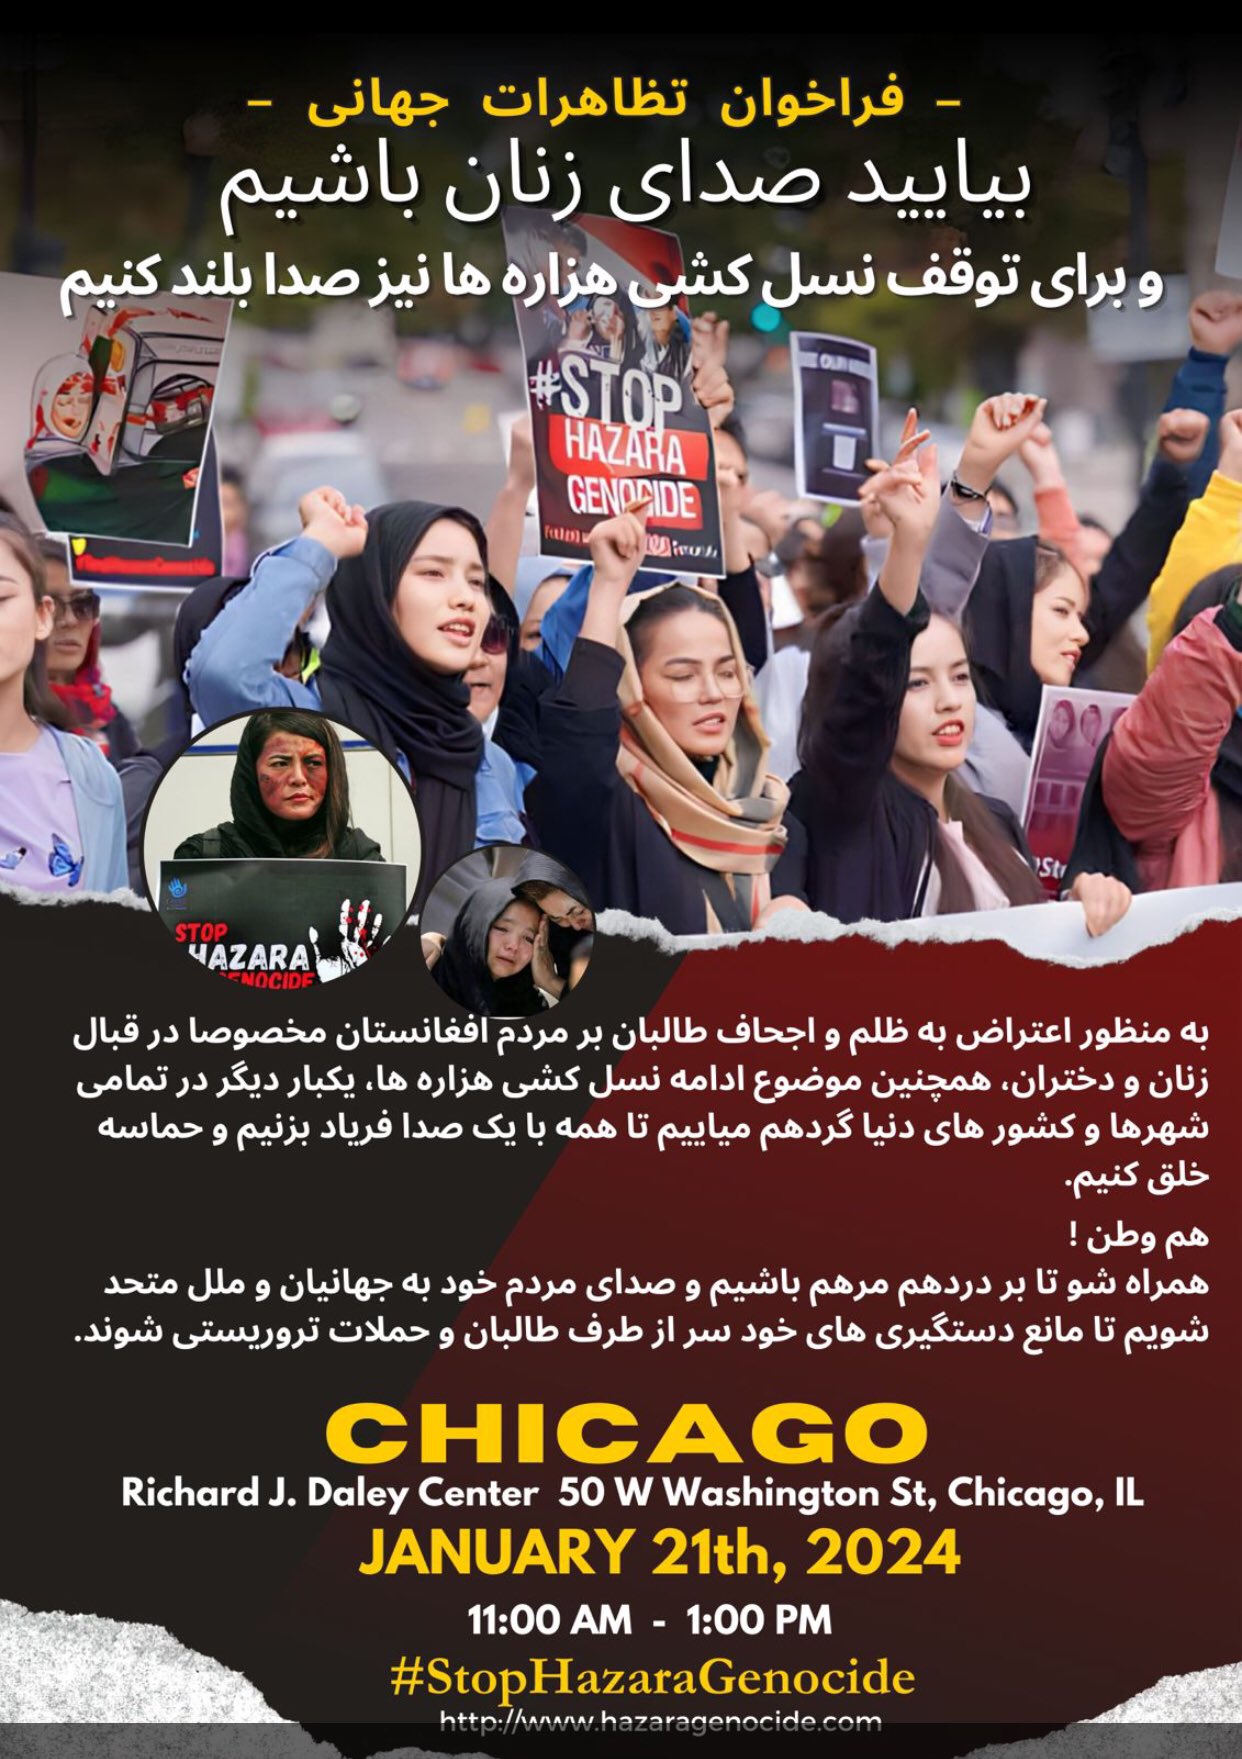 - فراخوان تظاهرات جهانی -
بیایید صدای زنان باشیم
و برای توقف نسل کشی هزاره ها نیز صدا بلند کنیم
#STOP
HAZARA
GENOCIDE
STOP
HAZARA
GENOCIDE
به منظور اعتراض به ظلم و اجحاف طالبان بر مردم افغانستان مخصوصا در قبال
زنان و دختران، همچنین موضوع ادامه نسل کشی هزاره ها، یکبار دیگر در تمامی
شهرها و کشور های دنیا گردهم میاییم تا همه با یک صدا فریاد بزنیم و حماسه
خلق کنیم.
هم وطن !
همراه شو تا بر دردهم مرهم باشیم و صدای مردم خود به جهانیان و ملل متحد
شویم تا مانع دستگیری های خود سر از طرف طالبان و حملات تروریستی شوند.
CHICAGO
Richard J. Daley Center 50 W Washington St, Chicago, IL
JANUARY 21th, 2024
11:00 AM - 1:00 PM
#StopHazaraGenocide
http://www.hazaragenocide.com